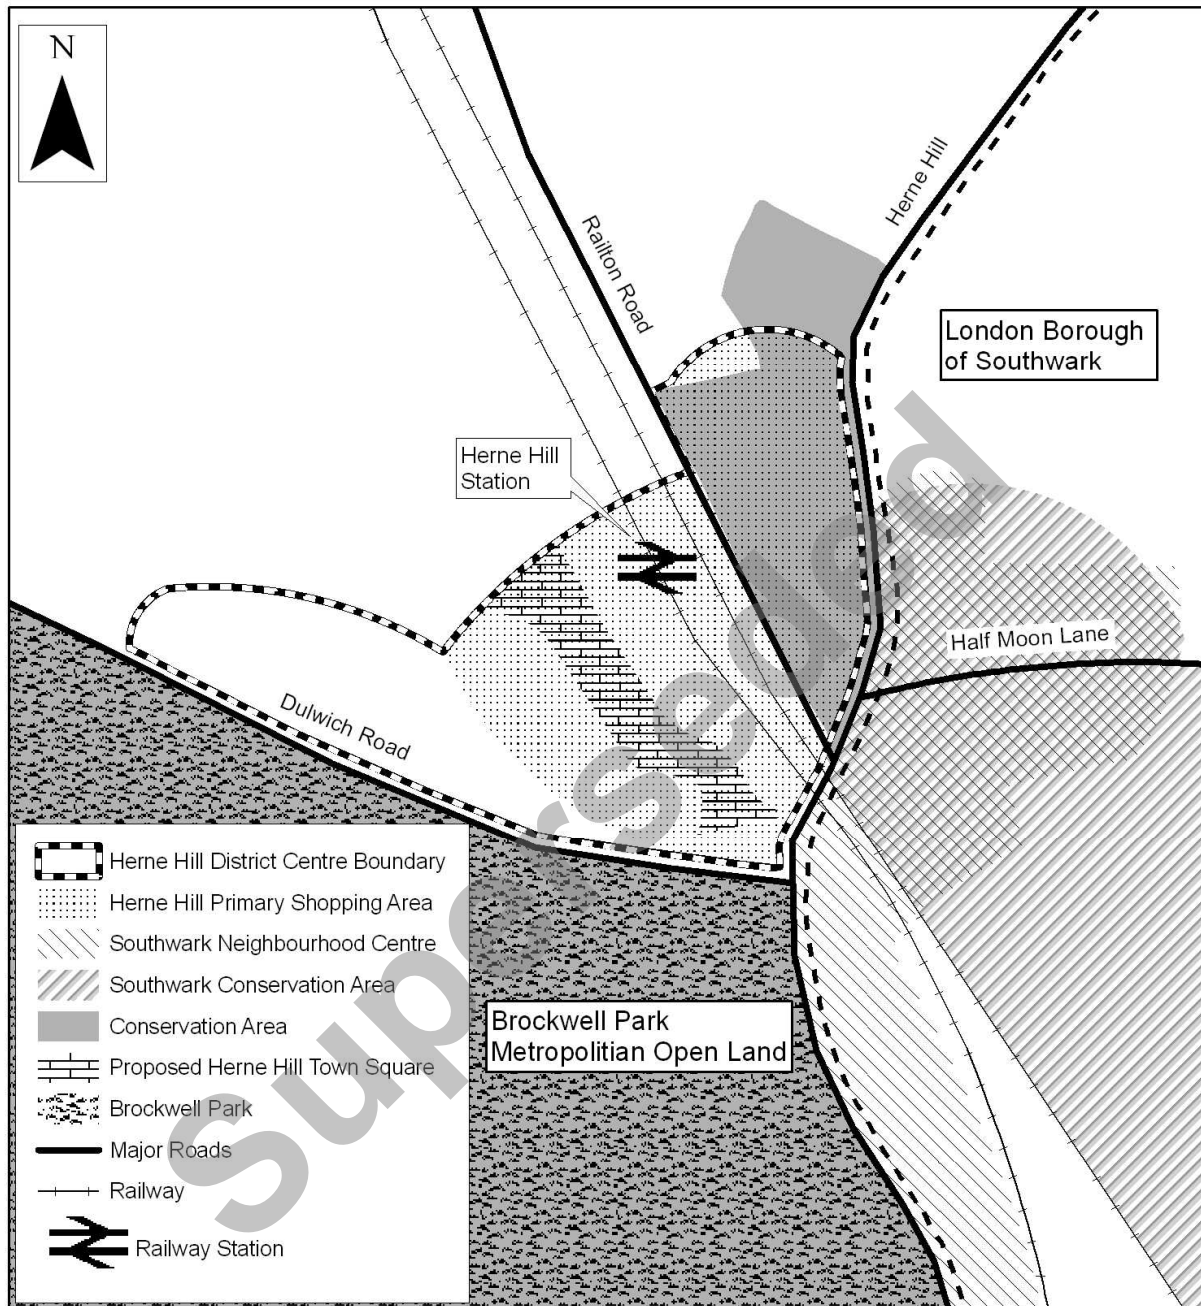 N
Herne Hill
Railton Road
London Borough
of Southwark
Herne Hill
Station
Half Moon Lane
Dulwich Road
Herne Hill District Centre Boundary
Herne Hill Primary Shopping Area
Southwark Neighbourhood Centre
Southwark Conservation Area
Conservation Area
Proposed Herne Hill Town Square
Brockwell Park
Major Roads
Railway
Railway Station
Brockwell Park
Metropolitian Open Land
Superseded